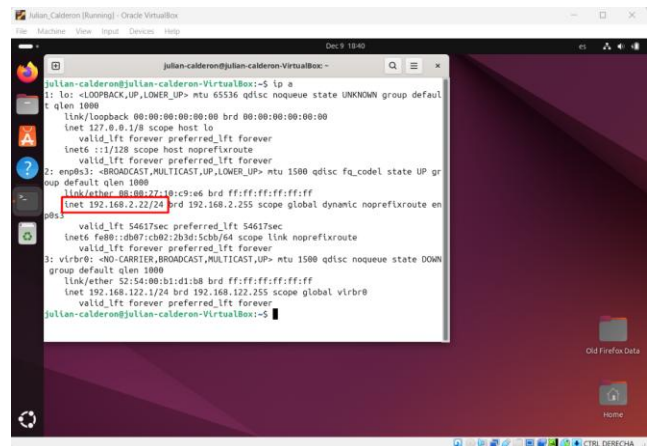 Julian_Calderon [Running] - Oracle VirtualBox
File Machine View Input Devices Help
Dec 9 18:40
es
julian-calderon@julian-calderon-VirtualBox: ~
julian-calderon@julian-calderon-VirtualBox:~$ ip a
1: lo: <LOOPBACK,UP,LOWER_UP> mtu 65536 qdisc noqueue state UNKNOWN group defaul
t qlen 1000
link/loopback 00:00:00:00:00:00 brd 00:00:00:00:00:00
inet 127.0.0.1/8 scope host lo
valid_lft forever preferred_lft forever
inet6 ::1/128 scope host noprefixroute
valid_lft forever preferred_lft forever
2: enp0s3: <BROADCAST,MULTICAST,UP,LOWER_UP> mtu 1500 qdisc fq_codel state UP gr
oup default qlen 1000
link/ether 08:00:27:10:c9:e6 brd ff:ff:ff:ff:ff:ff
inet 192.168.2.22/24 brd 192.168.2.255 scope global dynamic noprefixroute en
p0s3
valid_lft 54617sec preferred_lft 54617sec
inet6 fe80::db07:cb02:2b3d:5cbb/64 scope link noprefixroute
valid_lft forever preferred_lft forever
3: virbr0: <NO-CARRIER,BROADCAST,MULTICAST,UP> mtu 1500 qdisc noqueue state DOWN
group default qlen 1000
link/ether 52:54:00:b1:d1:b8 brd ff:ff:ff:ff:ff:ff
inet 192.168.122.1/24 brd 192.168.122.255 scope global virbr0
valid_lft forever preferred_lft forever
julian-calderon@julian-calderon-VirtualBox:~$
Old Firefox Data
Home
CTRL DERECHA